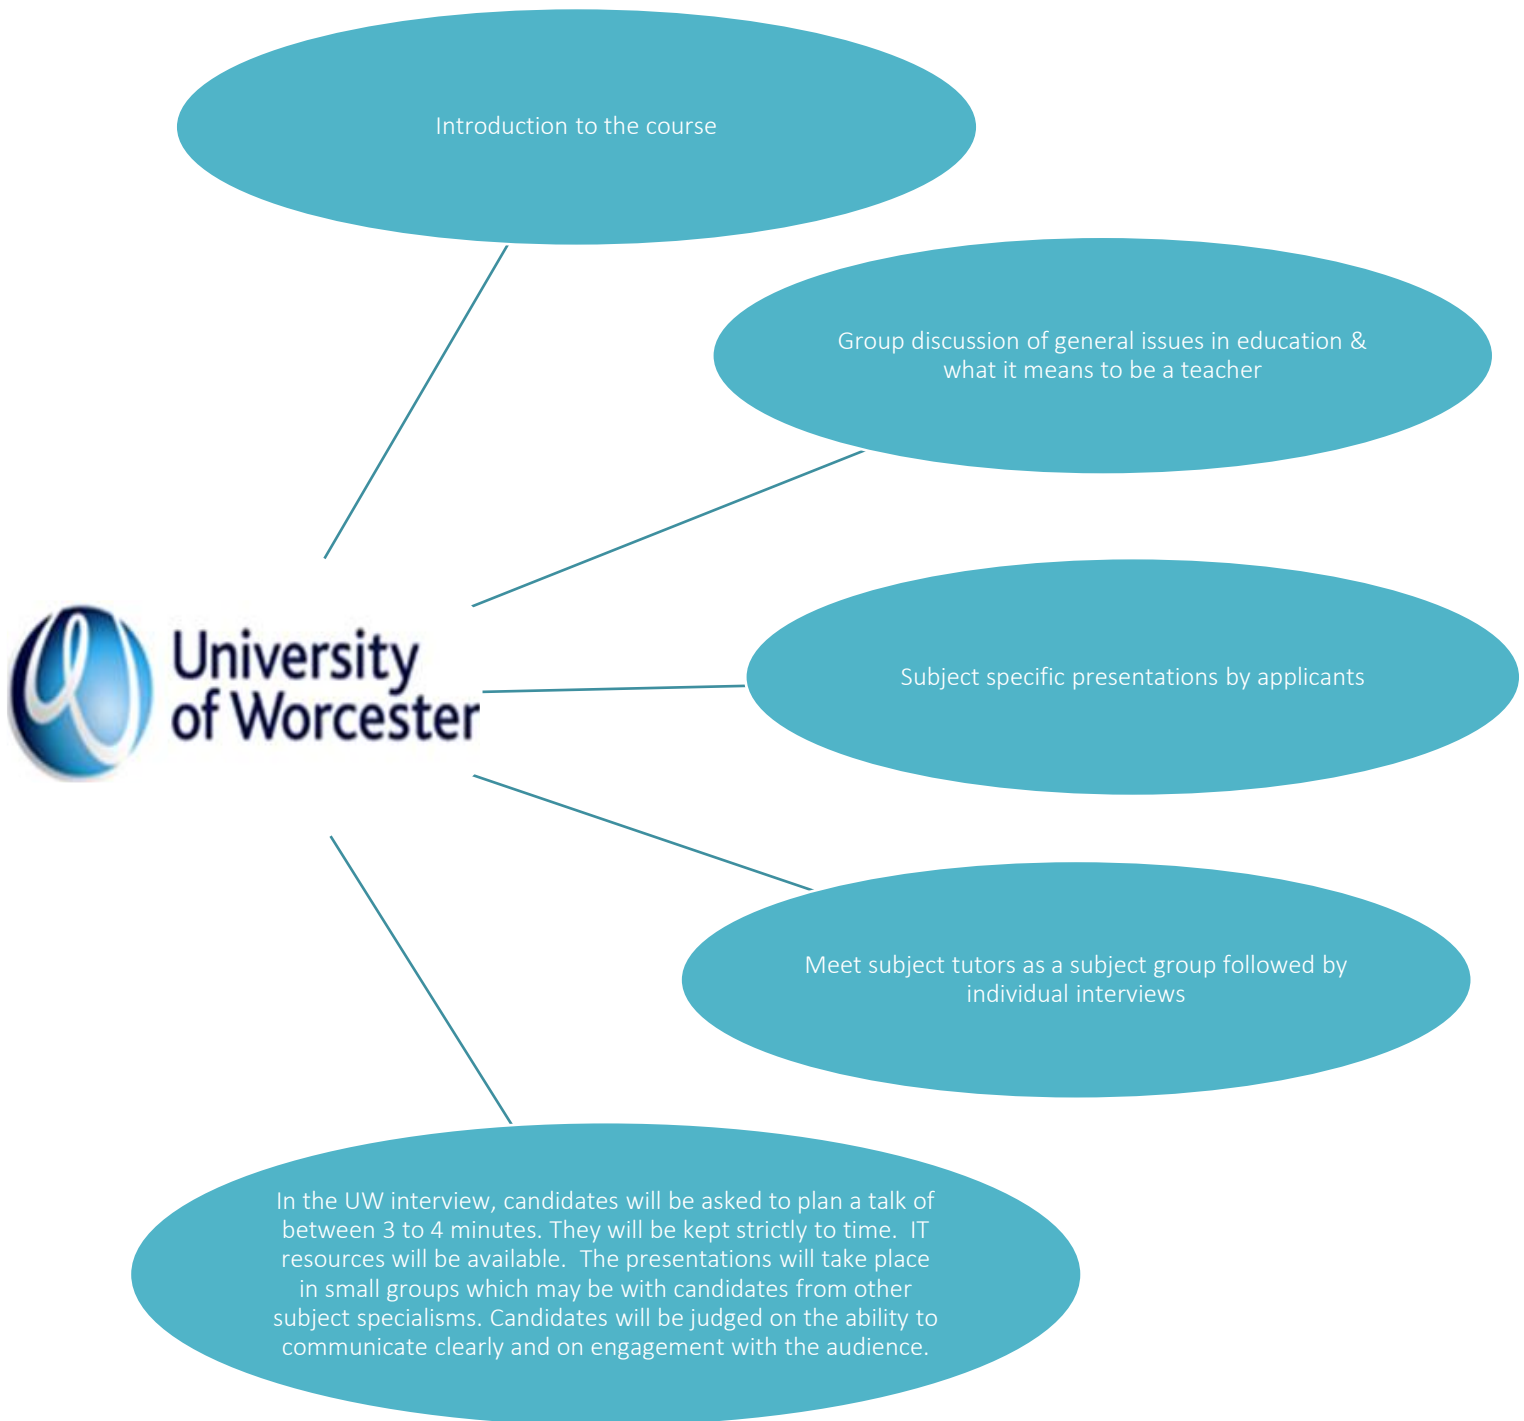 Introduction to the course
Group discussion of general issues in education &
what it means to be a teacher
University
of Worcester
Subject specific presentations by applicants
Meet subject tutors as a subject group followed by
individual interviews
In the UW interview, candidates will be asked to plan a talk of
between 3 to 4 minutes. They will be kept strictly to time.  IT
resources will be available.  The presentations will take place
in small groups which may be with candidates from other
subject specialisms. Candidates will be judged on the ability to
communicate clearly and on engagement with the audience.